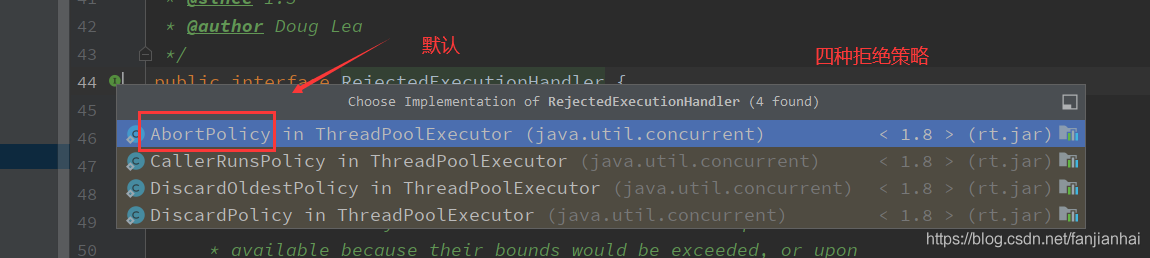 41
* @since 1.5
42
* @author Doug Lea
默认
43
*/
四种拒绝策略
44
public interface RejectedExecutionHandler {
45
Choose Implementation of RejectedExecutionHandler (4 found)
46
AbortPolicy in ThreadPoolExecutor (java.util.concurrent) < 1.8 > (rt.jar)
47
CallerRunsPolicy in ThreadPoolExecutor (java.util.concurrent) < 1.8 > (rt.jar)
48
DiscardOldestPolicy in ThreadPoolExecutor (java.util.concurrent) < 1.8 > (rt.jar)
49
DiscardPolicy in ThreadPoolExecutor (java.util.concurrent) < 1.8 > (rt.jar)
50
* available because their bounds would be exceeded, or upon
https://blog.csdn.net/fanjianhai